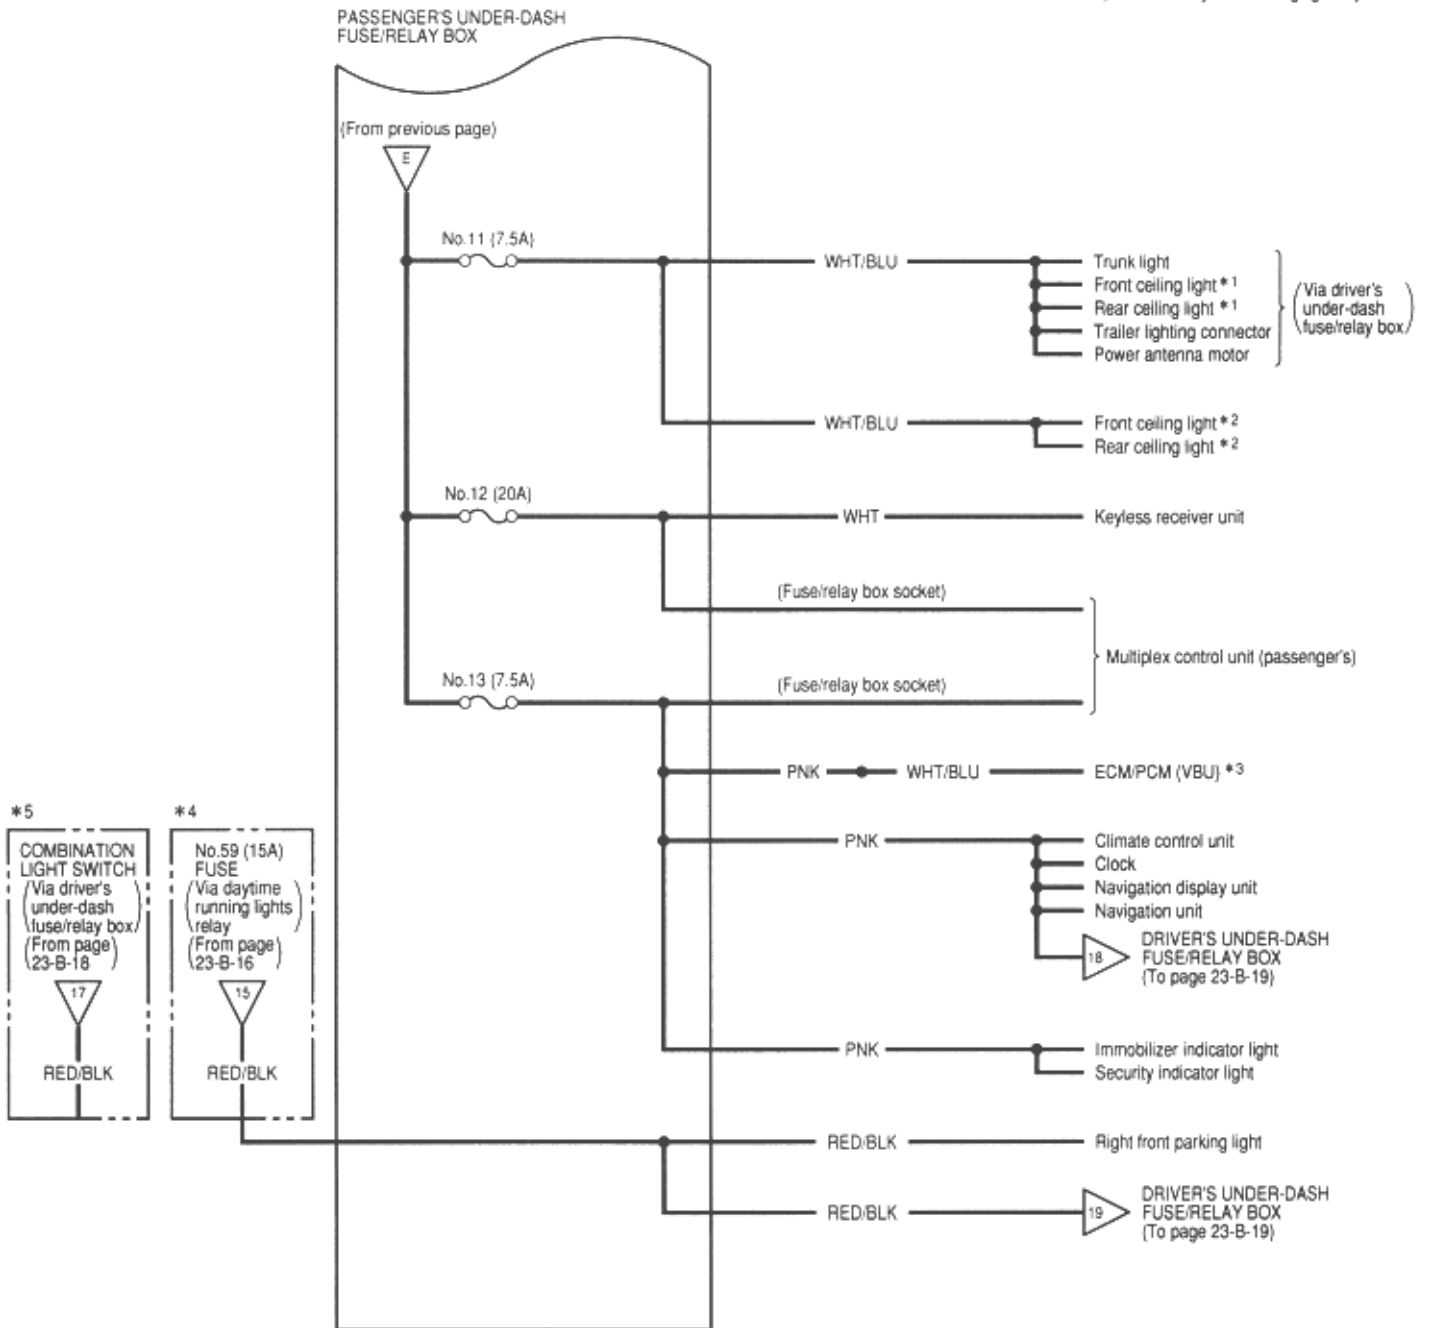 PASSENGER'S UNDER-DASH
FUSE/RELAY BOX
(From previous page)
E
No.11 (7.5A)
WHT/BLU
Trunk light
Front ceiling light *1
Rear ceiling light *1
Trailer lighting connector
Power antenna motor
(Via driver's
under-dash
fuse/relay box)
WHT/BLU
Front ceiling light *2
Rear ceiling light *2
No.12 (20A)
WHT
Keyless receiver unit
(Fuse/relay box socket)
Multiplex control unit (passenger's)
No.13 (7.5A)
(Fuse/relay box socket)
PNK
WHT/BLU
ECM/PCM (VBU) *3
PNK
Climate control unit
Clock
Navigation display unit
Navigation unit
18
DRIVER'S UNDER-DASH
FUSE/RELAY BOX
(To page 23-B-19)
PNK
Immobilizer indicator light
Security indicator light
*5
COMBINATION
LIGHT SWITCH
(Via driver's
under-dash
fuse/relay box)
(From page
23-B-18)
17
RED/BLK
*4
No.59 (15A)
FUSE
(Via daytime
running lights
relay)
(From page
23-B-16)
15
RED/BLK
RED/BLK
Right front parking light
RED/BLK
19
DRIVER'S UNDER-DASH
FUSE/RELAY BOX
(To page 23-B-19)